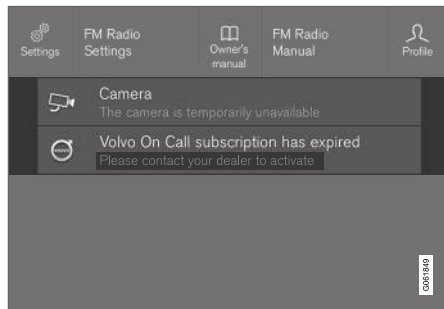 Settings
FM Radio
Settings
Owner's
manual
FM Radio
Manual
Profile
Camera
The camera is temporarily unavailable
Volvo On Call subscription has expired
Please contact your dealer to activate
G061849